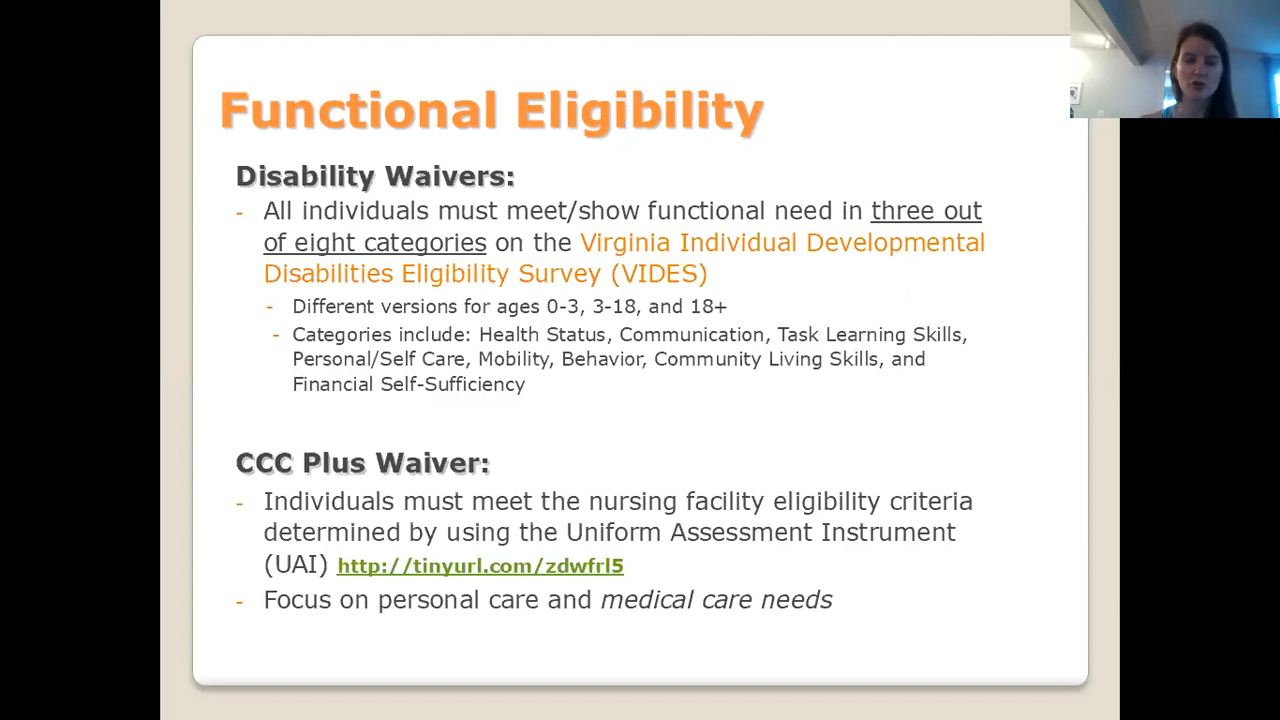 Functional Eligibility
Disability Waivers:
- All individuals must meet/show functional need in three out
of eight categories on the Virginia Individual Developmental
Disabilities Eligibility Survey (VIDES)
- Different versions for ages 0-3, 3-18, and 18+
- Categories include: Health Status, Communication, Task Learning Skills,
Personal/Self Care, Mobility, Behavior, Community Living Skills, and
Financial Self-Sufficiency
CCC Plus Waiver:
- Individuals must meet the nursing facility eligibility criteria
determined by using the Uniform Assessment Instrument
(UAI) http://tinyurl.com/zdwfrl5
- Focus on personal care and medical care needs